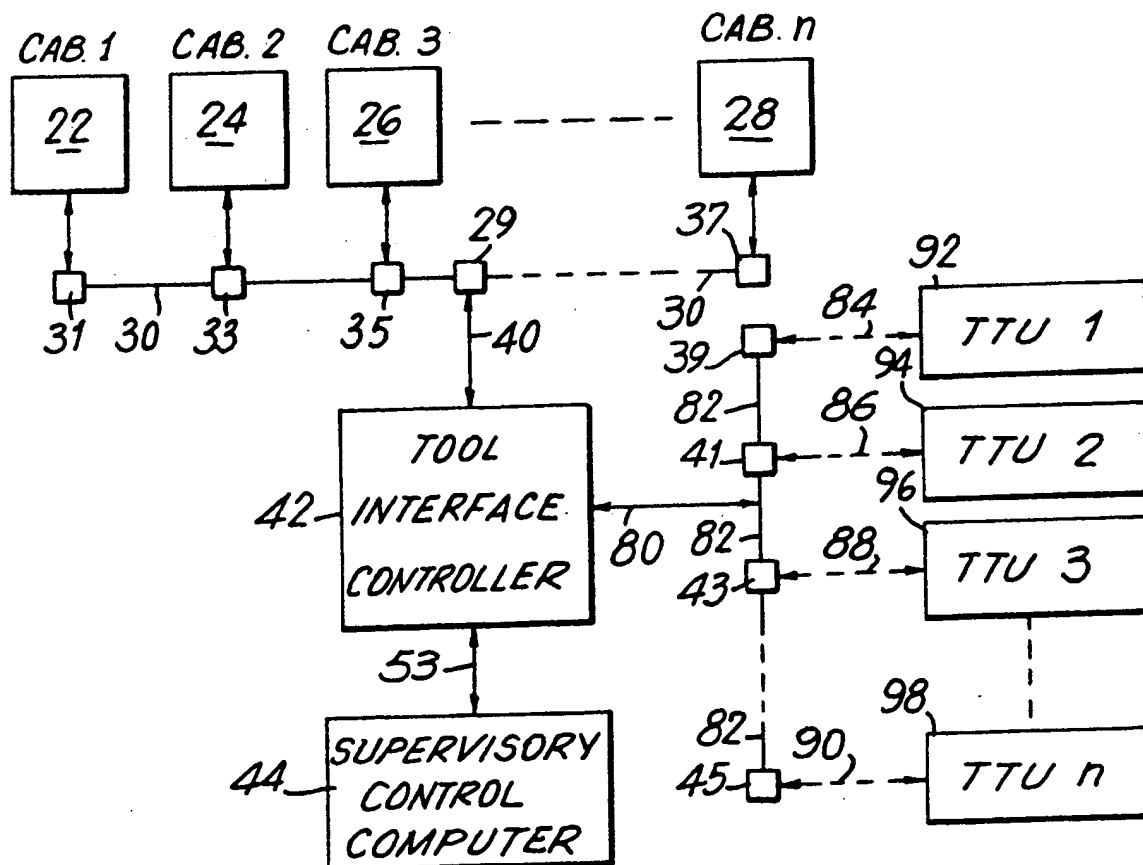 CAB. 1 CAB. 2 CAB. 3 CAB. n
22 24 26 28
29 37
92
31 30 33 35 40 30 84 TTU 1
39
94
82 86
TTU 2
41
96
TOOL
INTERFACE
CONTROLLER
42
80 82 88
TTU 3
43
53
98
82 90
TTU n
45
44
SUPERVISORY
CONTROL
COMPUTER